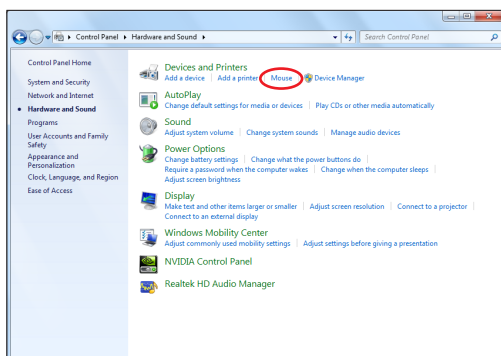 Control Panel ▸ Hardware and Sound ▸
Search Control Panel
Control Panel Home
System and Security
Network and Internet
Hardware and Sound
Programs
User Accounts and Family
Safety
Appearance and
Personalization
Clock, Language, and Region
Ease of Access
Devices and Printers
Add a device | Add a printer | Mouse | Device Manager
AutoPlay
Change default settings for media or devices | Play CDs or other media automatically
Sound
Adjust system volume | Change system sounds | Manage audio devices
Power Options
Change battery settings | Change what the power buttons do |
Require a password when the computer wakes | Change when the computer sleeps |
Adjust screen brightness
Display
Make text and other items larger or smaller | Adjust screen resolution | Connect to a projector |
Connect to an external display
Windows Mobility Center
Adjust commonly used mobility settings | Adjust settings before giving a presentation
NVIDIA Control Panel
Realtek HD Audio Manager